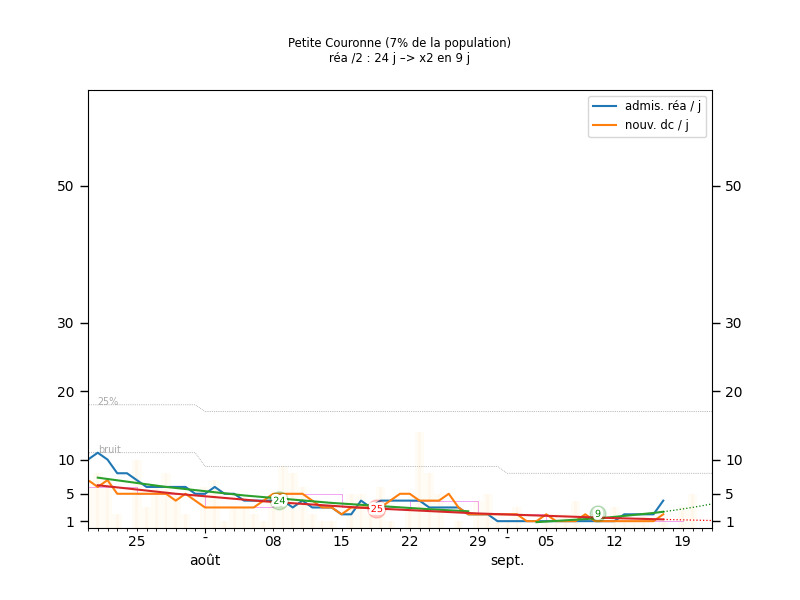 Petite Couronne (7% de la population)
réa /2 : 24 j –> x2 en 9 j
admis. réa / j
nouv. dc / j
50 50
30 30
20 20
25%
bruit
10 10
5 5
24
25
9
1 1
25 - 08 15 22 29 - 05 12 19
août sept.